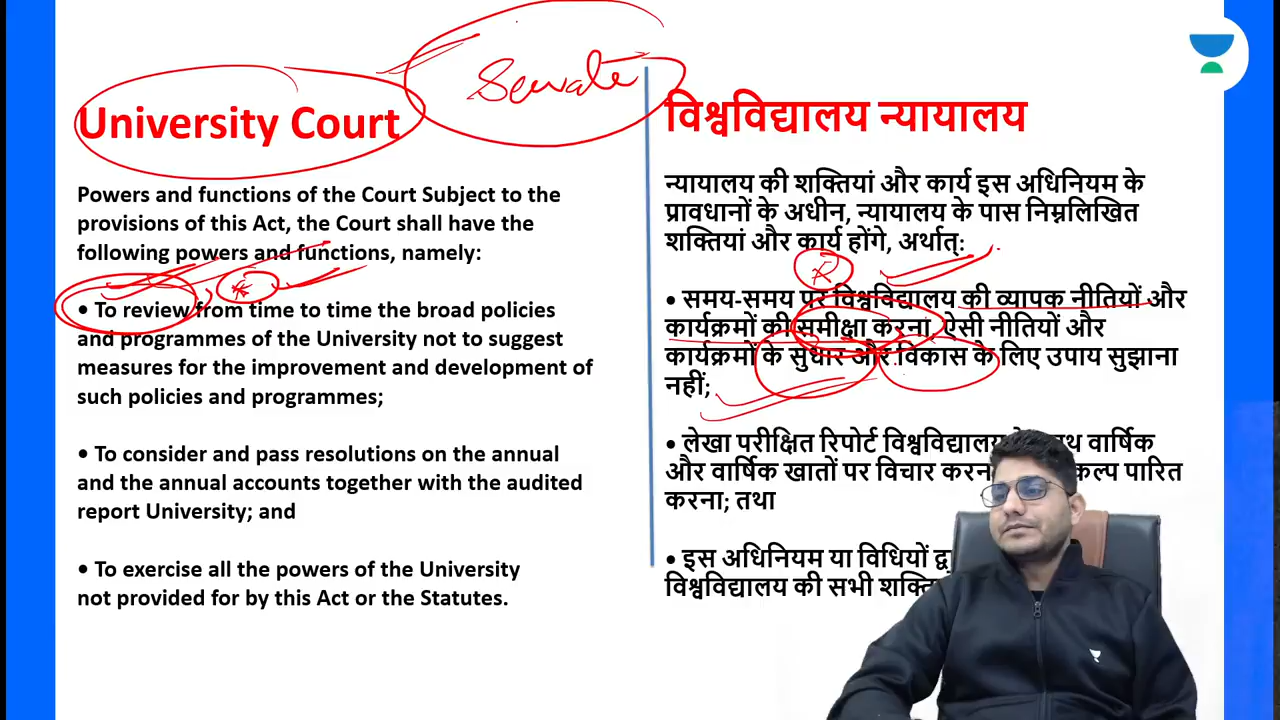 Senate
University Court
Powers and functions of the Court Subject to the
provisions of this Act, the Court shall have the
following powers and functions, namely:
• To review from time to time the broad policies
and programmes of the University not to suggest
measures for the improvement and development of
such policies and programmes;
• To consider and pass resolutions on the annual
and the annual accounts together with the audited
report University; and
• To exercise all the powers of the University
not provided for by this Act or the Statutes.
विश्वविद्यालय न्यायालय
न्यायालय की शक्तियां और कार्य इस अधिनियम के
प्रावधानों के अधीन, न्यायालय के पास निम्नलिखित
शक्तियां और कार्य होंगे, अर्थात्:
• समय-समय पर विश्वविद्यालय की व्यापक नीतियों और
कार्यक्रमों की समीक्षा करना, ऐसी नीतियों और
कार्यक्रमों के सुधार और विकास के लिए उपाय सुझाना
नहीं;
• लेखा परीक्षित रिपोर्ट विश्वविद्यालय वार्षिक
और वार्षिक खातों पर विचार पारित
करना; तथा
• इस अधिनियम या विधियों
विश्वविद्यालय की सभी